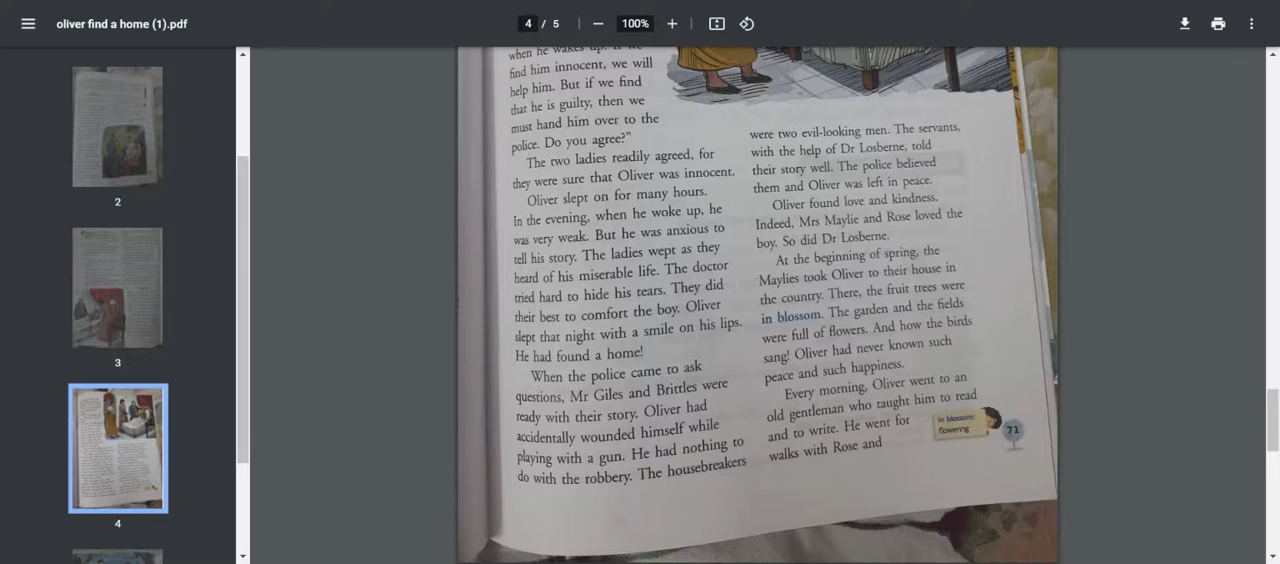 oliver find a home (1).pdf
4 / 5
100%
2
3
4
when he wakes up. If we
find him innocent, we will
help him. But if we find
that he is guilty, then we
must hand him over to the
police. Do you agree?"
The two ladies readily agreed, for
they were sure that Oliver was innocent.
Oliver slept on for many hours.
In the evening, when he woke up, he
was very weak. But he was anxious to
tell his story. The ladies wept as they
heard of his miserable life. The doctor
tried hard to hide his tears. They did
their best to comfort the boy. Oliver
slept that night with a smile on his lips.
He had found a home!
When the police came to ask
questions, Mr Giles and Brittles were
ready with their story. Oliver had
accidentally wounded himself while
playing with a gun. He had nothing to
do with the robbery. The housebreakers
were two evil-looking men. The servants,
with the help of Dr Losberne, told
their story well. The police believed
them and Oliver was left in peace.
Oliver found love and kindness.
Indeed, Mrs Maylie and Rose loved the
boy. So did Dr Losberne.
At the beginning of spring, the
Maylies took Oliver to their house in
the country. There, the fruit trees were
in blossom. The garden and the fields
were full of flowers. And how the birds
sang! Oliver had never known such
peace and such happiness.
Every morning, Oliver went to an
old gentleman who taught him to read
and to write. He went for
walks with Rose and
in blossom:
flowering
71